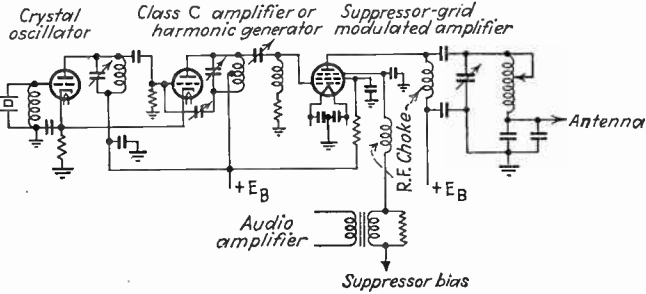 Crystal
oscillator
Class C amplifier or
harmonic generator
Suppressor-grid
modulated amplifier
Antenna
R.F. Choke
+EB
+EB
Audio
amplifier
Suppressor bias